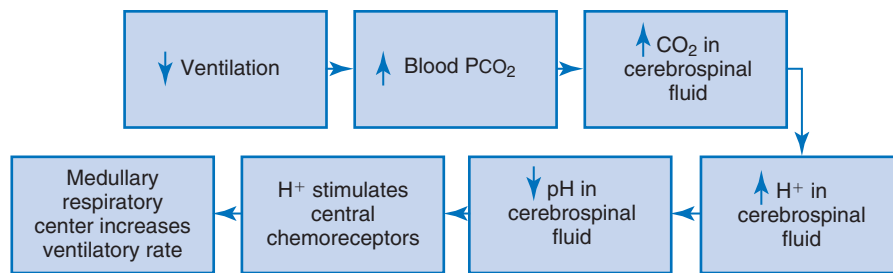 Ventilation
Blood PCO₂
CO₂ in
cerebrospinal
fluid
H⁺ in
cerebrospinal
fluid
pH in
cerebrospinal
fluid
H⁺ stimulates
central
chemoreceptors
Medullary
respiratory
center increases
ventilatory rate